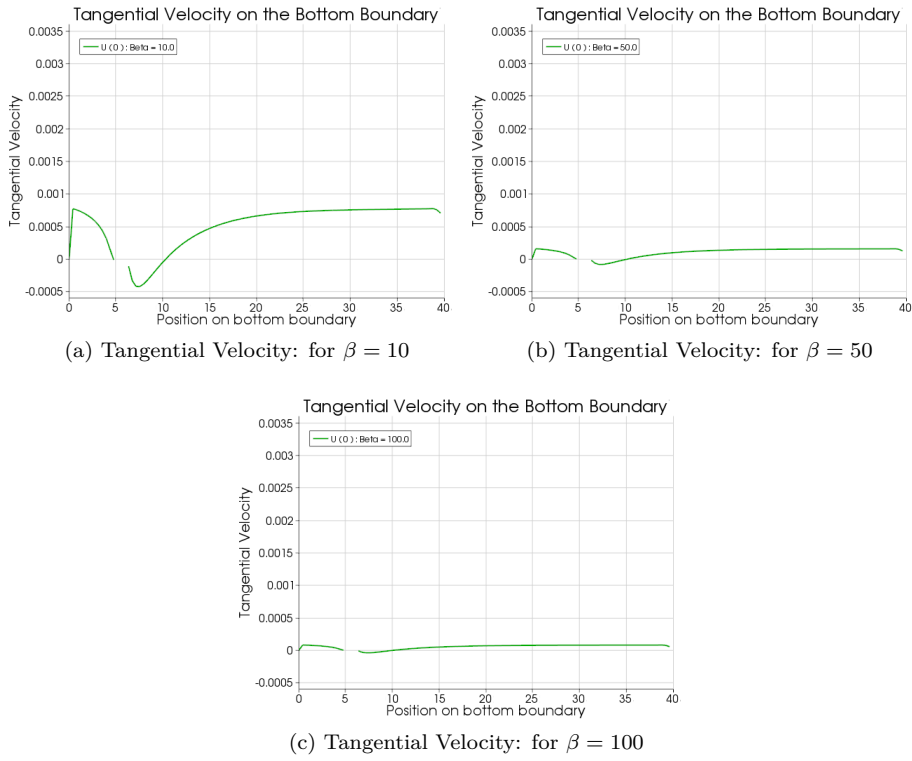 Tangential Velocity on the Bottom Boundary
U (0) : Beta = 10.0
Tangential Velocity
0.0035
0.003
0.0025
0.002
0.0015
0.001
0.0005
0
-0.0005
0 5 10 15 20 25 30 35 40
Position on bottom boundary
(a) Tangential Velocity: for β = 10
Tangential Velocity on the Bottom Boundary
U (0) : Beta = 50.0
Tangential Velocity
0.0035
0.003
0.0025
0.002
0.0015
0.001
0.0005
0
-0.0005
0 5 10 15 20 25 30 35 40
Position on bottom boundary
(b) Tangential Velocity: for β = 50
Tangential Velocity on the Bottom Boundary
U (0) : Beta = 100.0
Tangential Velocity
0.0035
0.003
0.0025
0.002
0.0015
0.001
0.0005
0
-0.0005
0 5 10 15 20 25 30 35 40
Position on bottom boundary
(c) Tangential Velocity: for β = 100